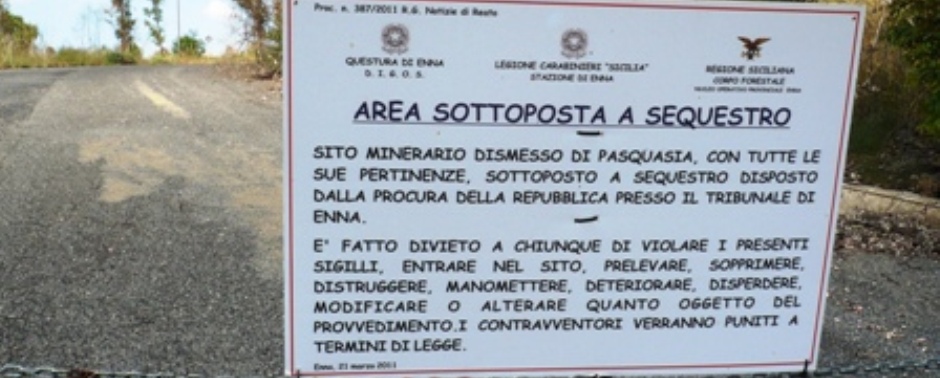 Proc. n. 387/2011 R.G. Notizie di Reato
QUESTURA DI ENNA
D. I. G. O. S.
LEGIONE CARABINIERI "SICILIA"
STAZIONE DI ENNA
REGIONE SICILIANA
CORPO FORESTALE
NUCLEO OPERATIVO PROVINCIALE ENNA
AREA SOTTOPOSTA A SEQUESTRO
SITO MINERARIO DISMESSO DI PASQUASIA, CON TUTTE LE
SUE PERTINENZE, SOTTOPOSTO A SEQUESTRO DISPOSTO
DALLA PROCURA DELLA REPUBBLICA PRESSO IL TRIBUNALE DI
ENNA.
E' FATTO DIVIETO A CHIUNQUE DI VIOLARE I PRESENTI
SIGILLI, ENTRARE NEL SITO, PRELEVARE, SOPPRIMERE,
DISTRUGGERE, MANOMETTERE, DETERIORARE, DISPERDERE,
MODIFICARE O ALTERARE QUANTO OGGETTO DEL
PROVVEDIMENTO.I CONTRAVVENTORI VERRANNO PUNITI A
TERMINI DI LEGGE.
Enna, 21 marzo 2011